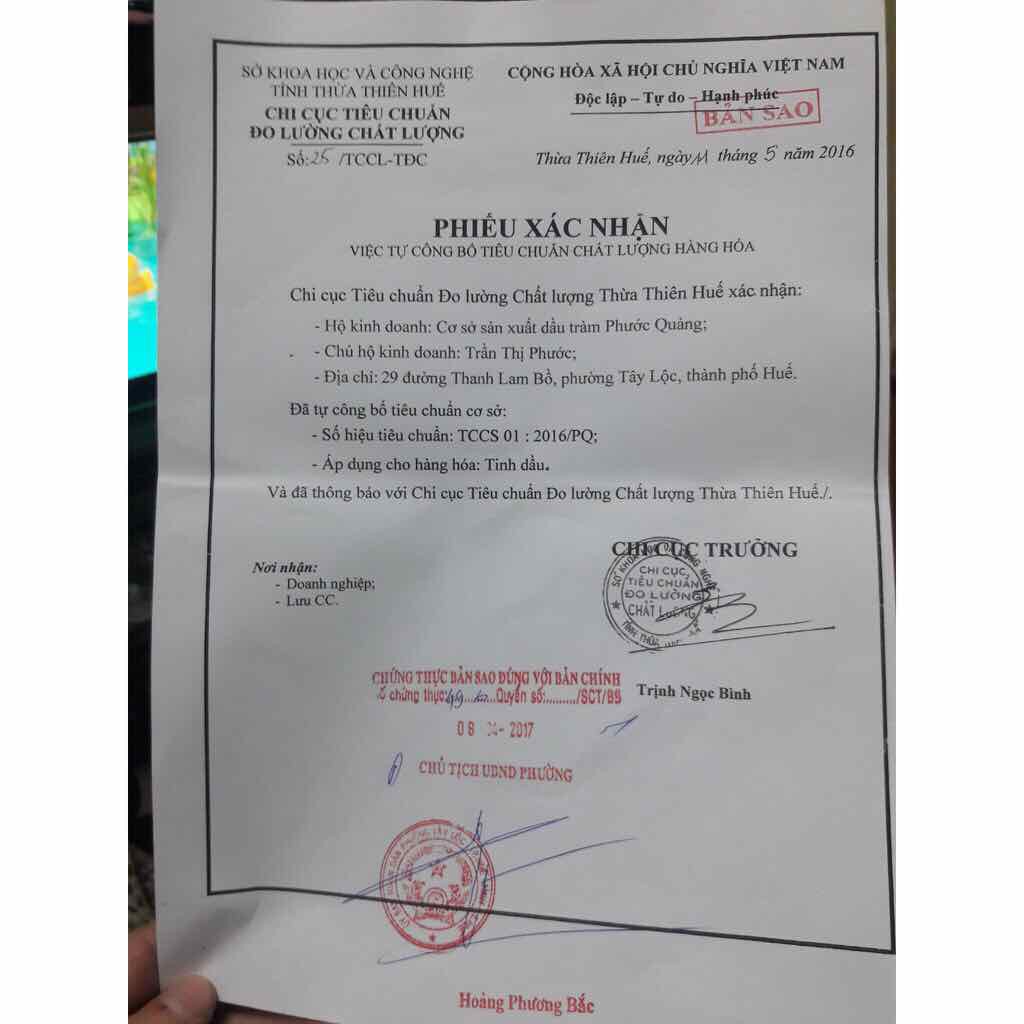 SỞ KHOA HỌC VÀ CÔNG NGHỆ
TỈNH THỪA THIÊN HUẾ
CHI CỤC TIÊU CHUẨN
ĐO LƯỜNG CHẤT LƯỢNG
Số: 25 /TCCL-TĐC
CỘNG HÒA XÃ HỘI CHỦ NGHĨA VIỆT NAM
Độc lập – Tự do – Hạnh phúc
BẢN SAO
Thừa Thiên Huế, ngày 11 tháng 5 năm 2016
PHIẾU XÁC NHẬN
VIỆC TỰ CÔNG BỐ TIÊU CHUẨN CHẤT LƯỢNG HÀNG HÓA
Chi cục Tiêu chuẩn Đo lường Chất lượng Thừa Thiên Huế xác nhận:
- Hộ kinh doanh: Cơ sở sản xuất dầu tràm Phước Quảng;
- Chủ hộ kinh doanh: Trần Thị Phước;
- Địa chỉ: 29 đường Thanh Lam Bồ, phường Tây Lộc, thành phố Huế.
Đã tự công bố tiêu chuẩn cơ sở:
- Số hiệu tiêu chuẩn: TCCS 01 : 2016/PQ;
- Áp dụng cho hàng hóa: Tinh dầu.
Và đã thông báo với Chi cục Tiêu chuẩn Đo lường Chất lượng Thừa Thiên Huế./.
Nơi nhận:
- Doanh nghiệp;
- Lưu CC.
CHI CỤC TRƯỞNG
CHI CỤC
TIÊU CHUẨN
ĐO LƯỜNG
CHẤT LƯỢNG
Trịnh Ngọc Bình
CHỨNG THỰC BẢN SAO ĐÚNG VỚI BẢN CHÍNH
Số chứng thực: Quyển số:........./SCT/BS
08 2017
CHỦ TỊCH UBND PHƯỜNG
Hoàng Phương Bắc